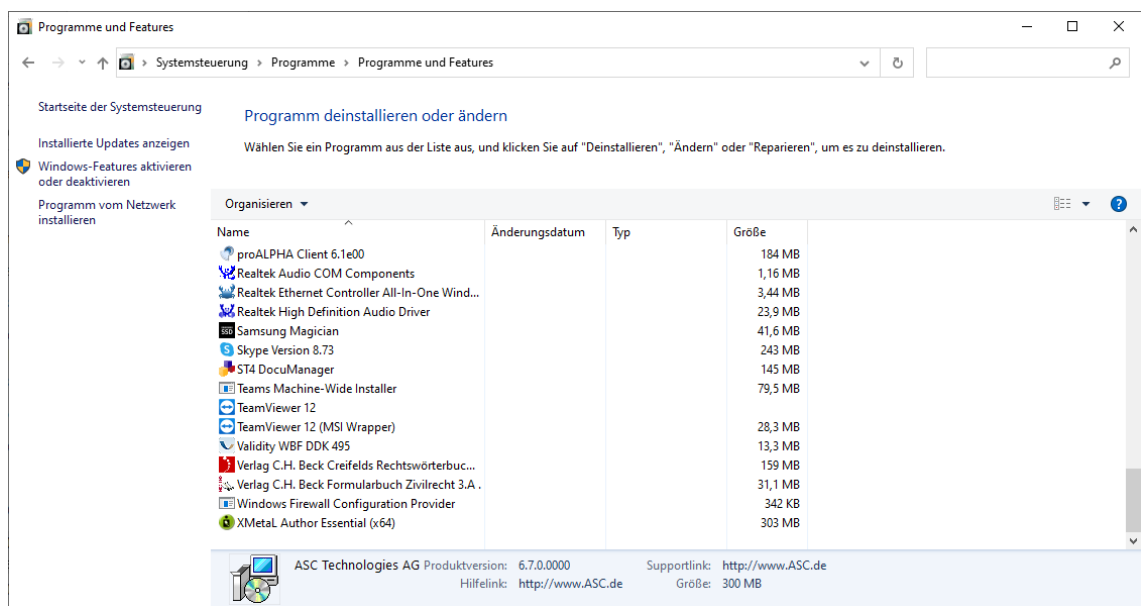 Programme und Features
Systemsteuerung > Programme > Programme und Features
Startseite der Systemsteuerung
Installierte Updates anzeigen
Windows-Features aktivieren
oder deaktivieren
Programm vom Netzwerk
installieren
Programm deinstallieren oder ändern
Wählen Sie ein Programm aus der Liste aus, und klicken Sie auf "Deinstallieren", "Ändern" oder "Reparieren", um es zu deinstallieren.
Organisieren
Name Änderungsdatum Typ Größe
proALPHA Client 6.1e00 184 MB
Realtek Audio COM Components 1,16 MB
Realtek Ethernet Controller All-In-One Wind... 3,44 MB
Realtek High Definition Audio Driver 23,9 MB
Samsung Magician 41,6 MB
Skype Version 8.73 243 MB
ST4 DocuManager 145 MB
Teams Machine-Wide Installer 79,5 MB
TeamViewer 12
TeamViewer 12 (MSI Wrapper) 28,3 MB
Validity WBF DDK 495 13,3 MB
Verlag C.H. Beck Creifelds Rechtswörterbuc... 159 MB
Verlag C.H. Beck Formularbuch Zivilrecht 3.A . 31,1 MB
Windows Firewall Configuration Provider 342 KB
XMetaL Author Essential (x64) 303 MB
ASC Technologies AG Produktversion: 6.7.0.0000 Supportlink: http://www.ASC.de
Hilfelink: http://www.ASC.de Größe: 300 MB